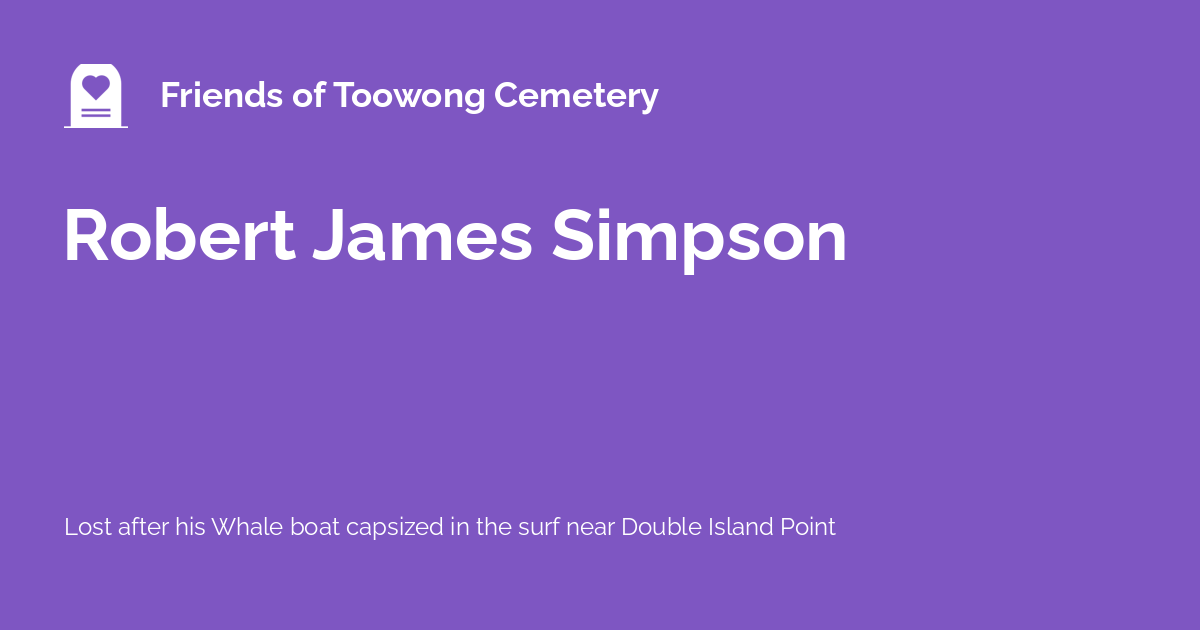 Friends of Toowong Cemetery
Robert James Simpson
Lost after his Whale boat capsized in the surf near Double Island Point